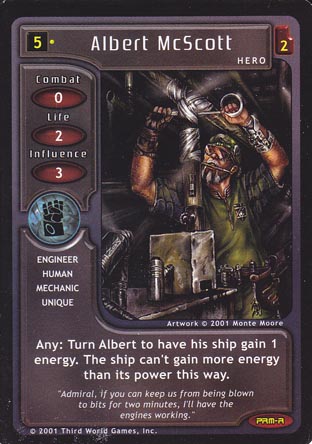 5
Albert McScott
2
HERO
Combat
0
Life
2
Influence
3
ENGINEER
HUMAN
MECHANIC
UNIQUE
Artwork © 2001 Monte Moore
Any: Turn Albert to have his ship gain 1
energy. The ship can't gain more energy
than its power this way.
"Admiral, if you can keep us from being blown
to bits for two minutes, I'll have the
engines working."
© 2001 Third World Games, Inc.
PRM-R